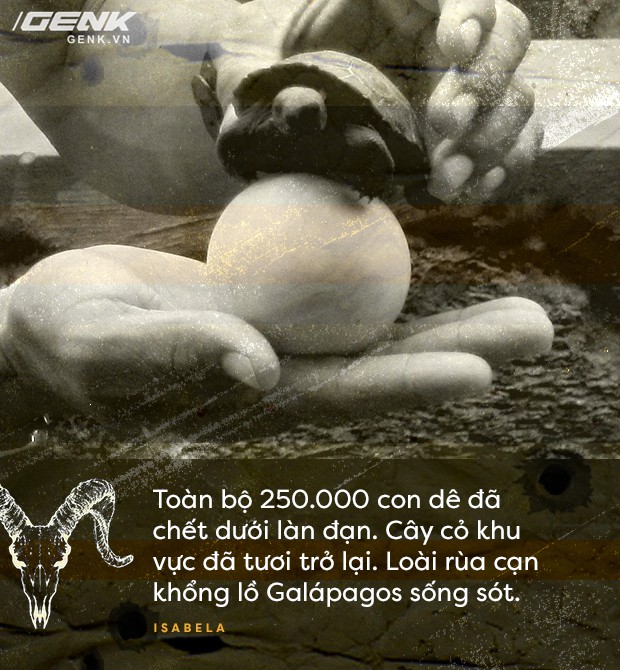 /GENK
GENK.VN
Toàn bộ 250.000 con dê đã
chết dưới làn đạn. Cây cỏ khu
vực đã tươi trở lại. Loài rùa cạn
khổng lồ Galápagos sống sót.
ISABELA